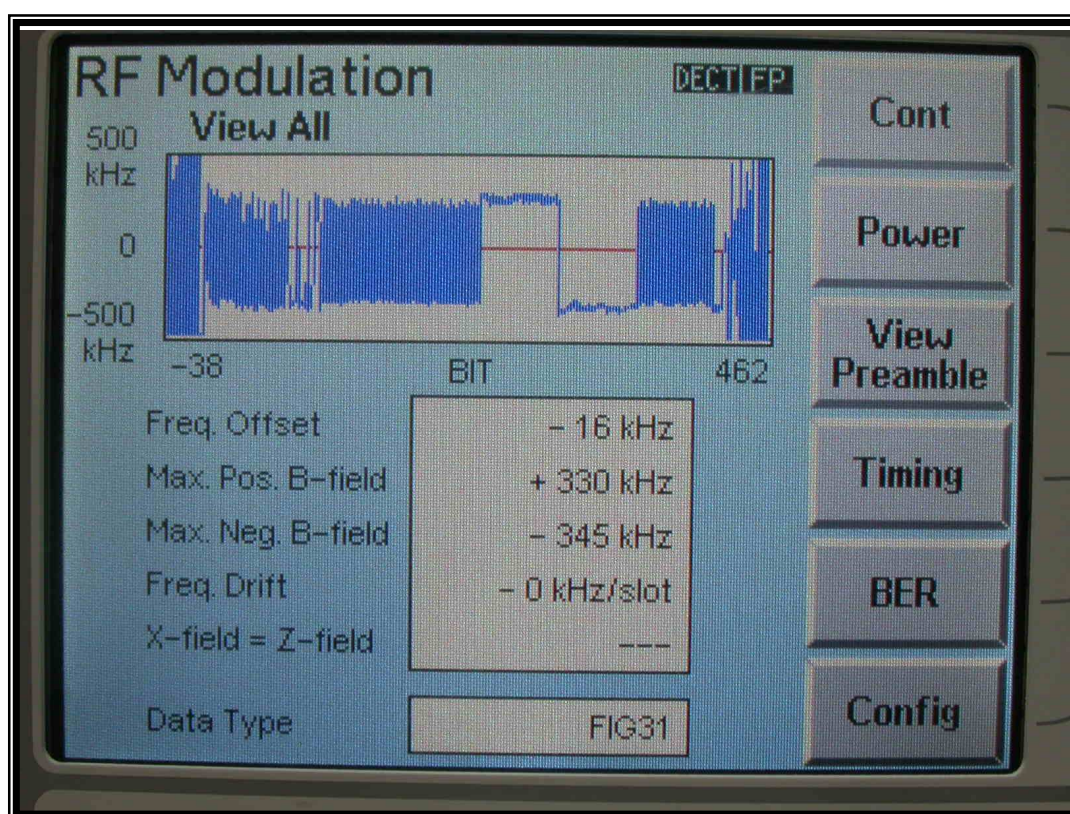 RF Modulation DECT FP
View All
500
kHz
0
-500
kHz
-38 BIT 462
Freq. Offset - 16 kHz
Max. Pos. B-field + 330 kHz
Max. Neg. B-field - 345 kHz
Freq. Drift - 0 kHz/slot
X-field = Z-field ---
Data Type FIG31
Cont
Power
View
Preamble
Timing
BER
Config